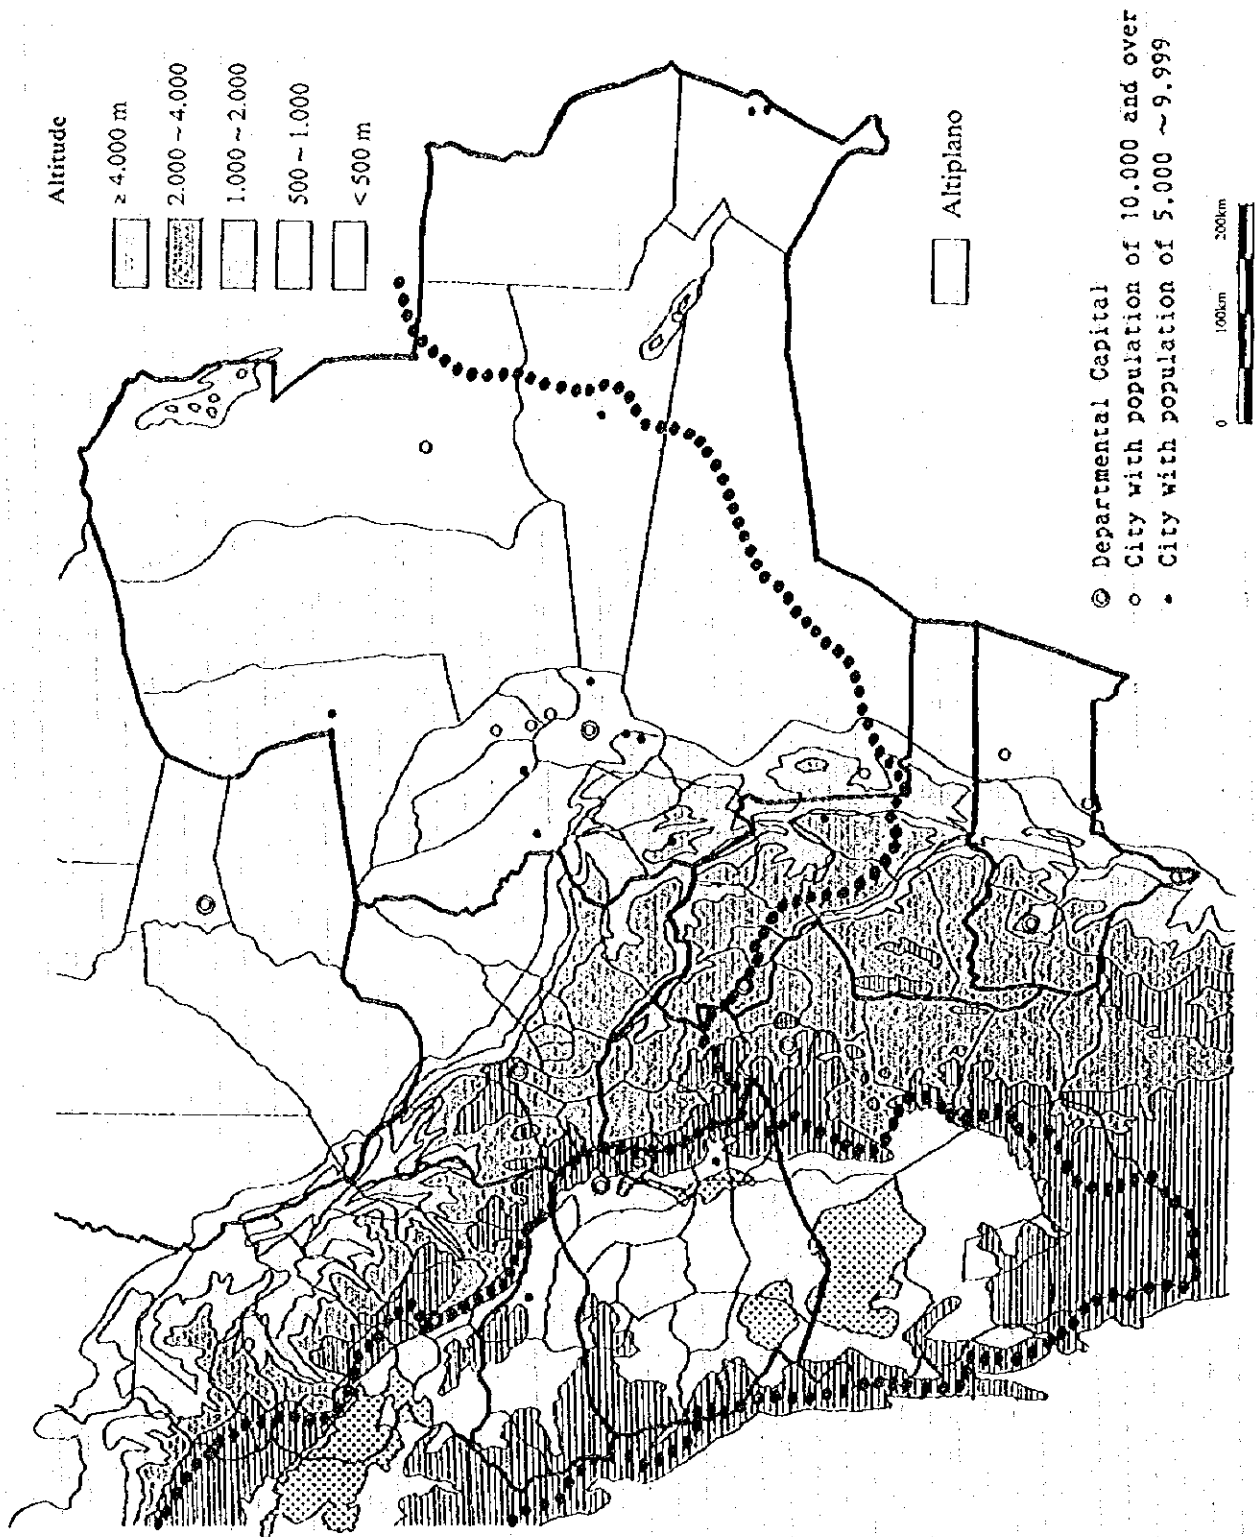 Altitude
≥ 4.000 m
2.000 ~ 4.000
1.000 ~ 2.000
500 ~ 1.000
< 500 m
Altiplano
◎ Departmental Capital
○ City with population of 10.000 and over
• City with population of 5.000 ~ 9.999
0 100km 200km